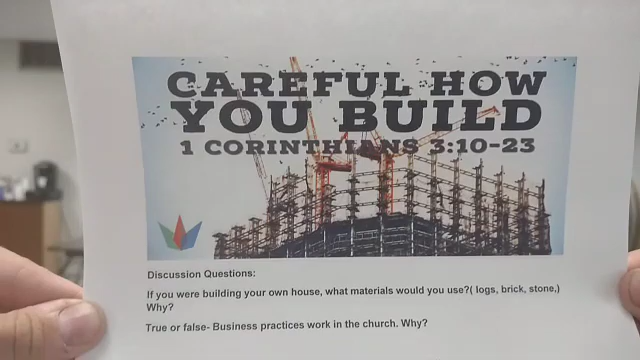 CAREFUL HOW
YOU BUILD
1 CORINTHIANS 3:10-23
Discussion Questions:
If you were building your own house, what materials would you use?( logs, brick, stone,)
Why?
True or false- Business practices work in the church. Why?